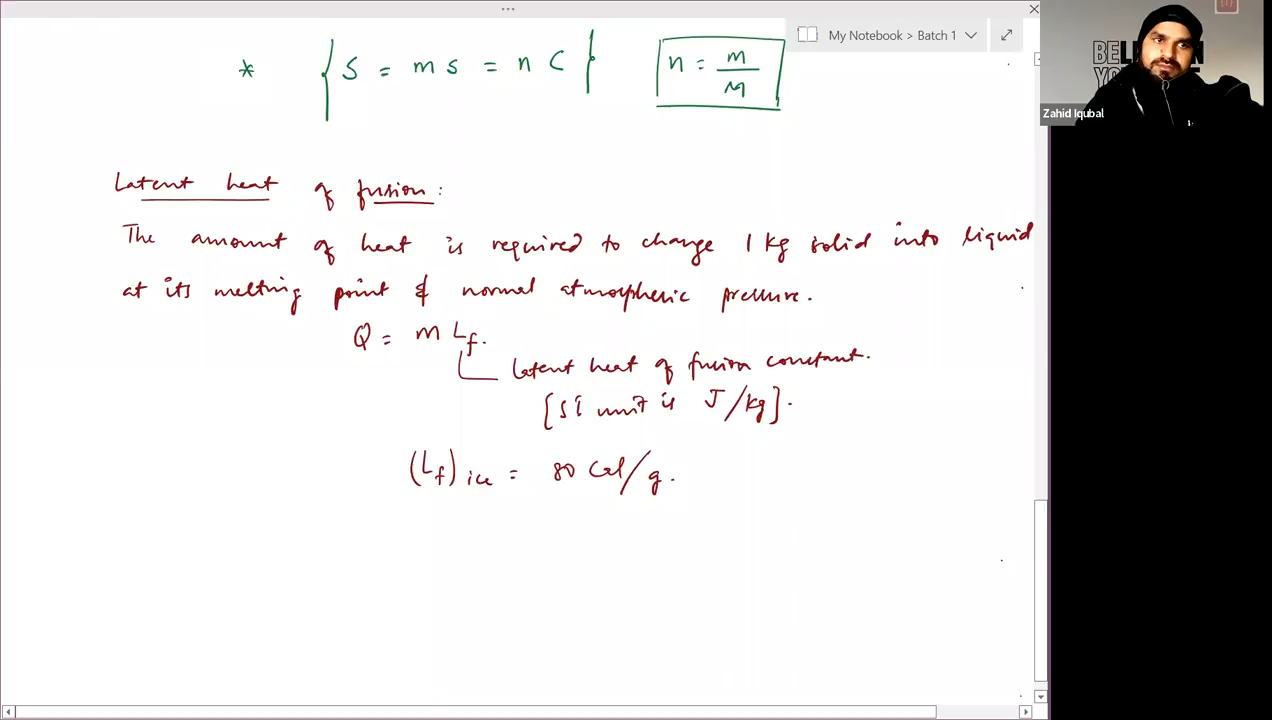 My Notebook > Batch 1
* { S = m s = n C } n = m/M
Latent heat of fusion :
The amount of heat is required to change 1 kg solid into liquid
at its melting point & normal atmospheric pressure.
Q = m Lf.
Latent heat of fusion constant.
[SI unit is J/kg].
(Lf)ice = 80 Cal/g.
Zahid Iqubal